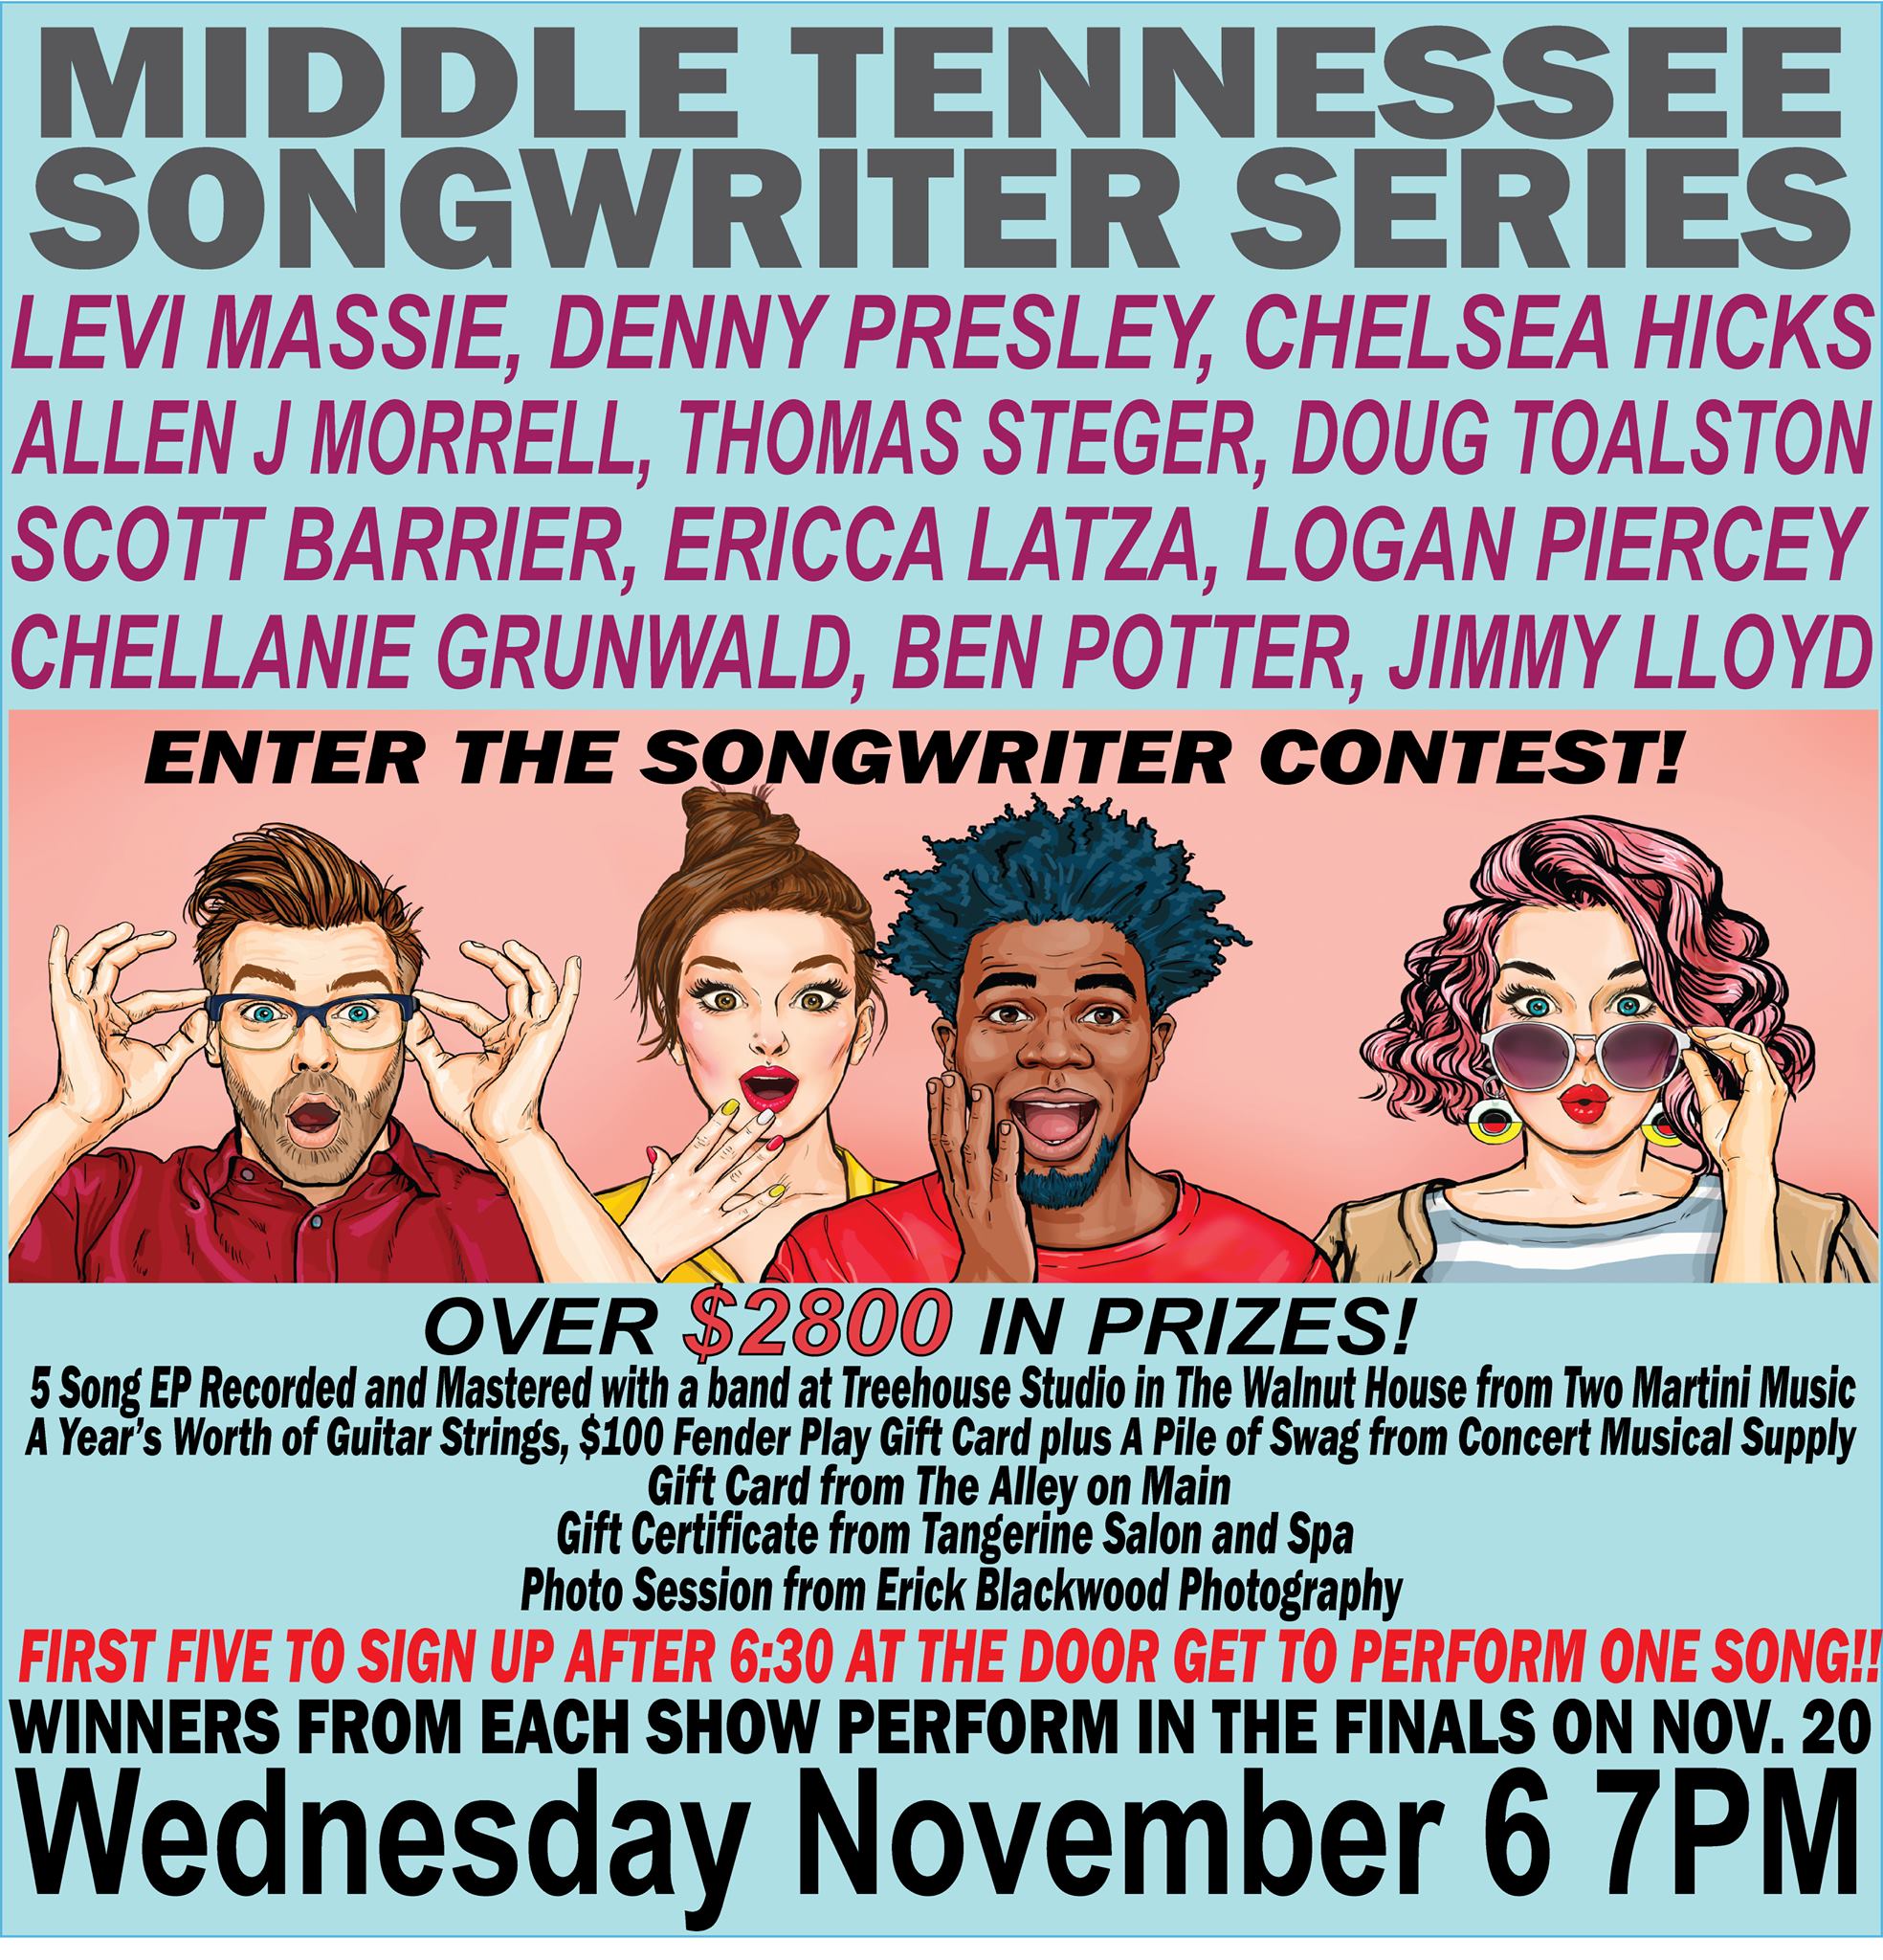 MIDDLE TENNESSEE
SONGWRITER SERIES
LEVI MASSIE, DENNY PRESLEY, CHELSEA HICKS
ALLEN J MORRELL, THOMAS STEGER, DOUG TOALSTON
SCOTT BARRIER, ERICCA LATZA, LOGAN PIERCEY
CHELLANIE GRUNWALD, BEN POTTER, JIMMY LLOYD
ENTER THE SONGWRITER CONTEST!
OVER $2800 IN PRIZES!
5 Song EP Recorded and Mastered with a band at Treehouse Studio in The Walnut House from Two Martini Music
A Year's Worth of Guitar Strings, $100 Fender Play Gift Card plus A Pile of Swag from Concert Musical Supply
Gift Card from The Alley on Main
Gift Certificate from Tangerine Salon and Spa
Photo Session from Erick Blackwood Photography
FIRST FIVE TO SIGN UP AFTER 6:30 AT THE DOOR GET TO PERFORM ONE SONG!!
WINNERS FROM EACH SHOW PERFORM IN THE FINALS ON NOV. 20
Wednesday November 6 7PM